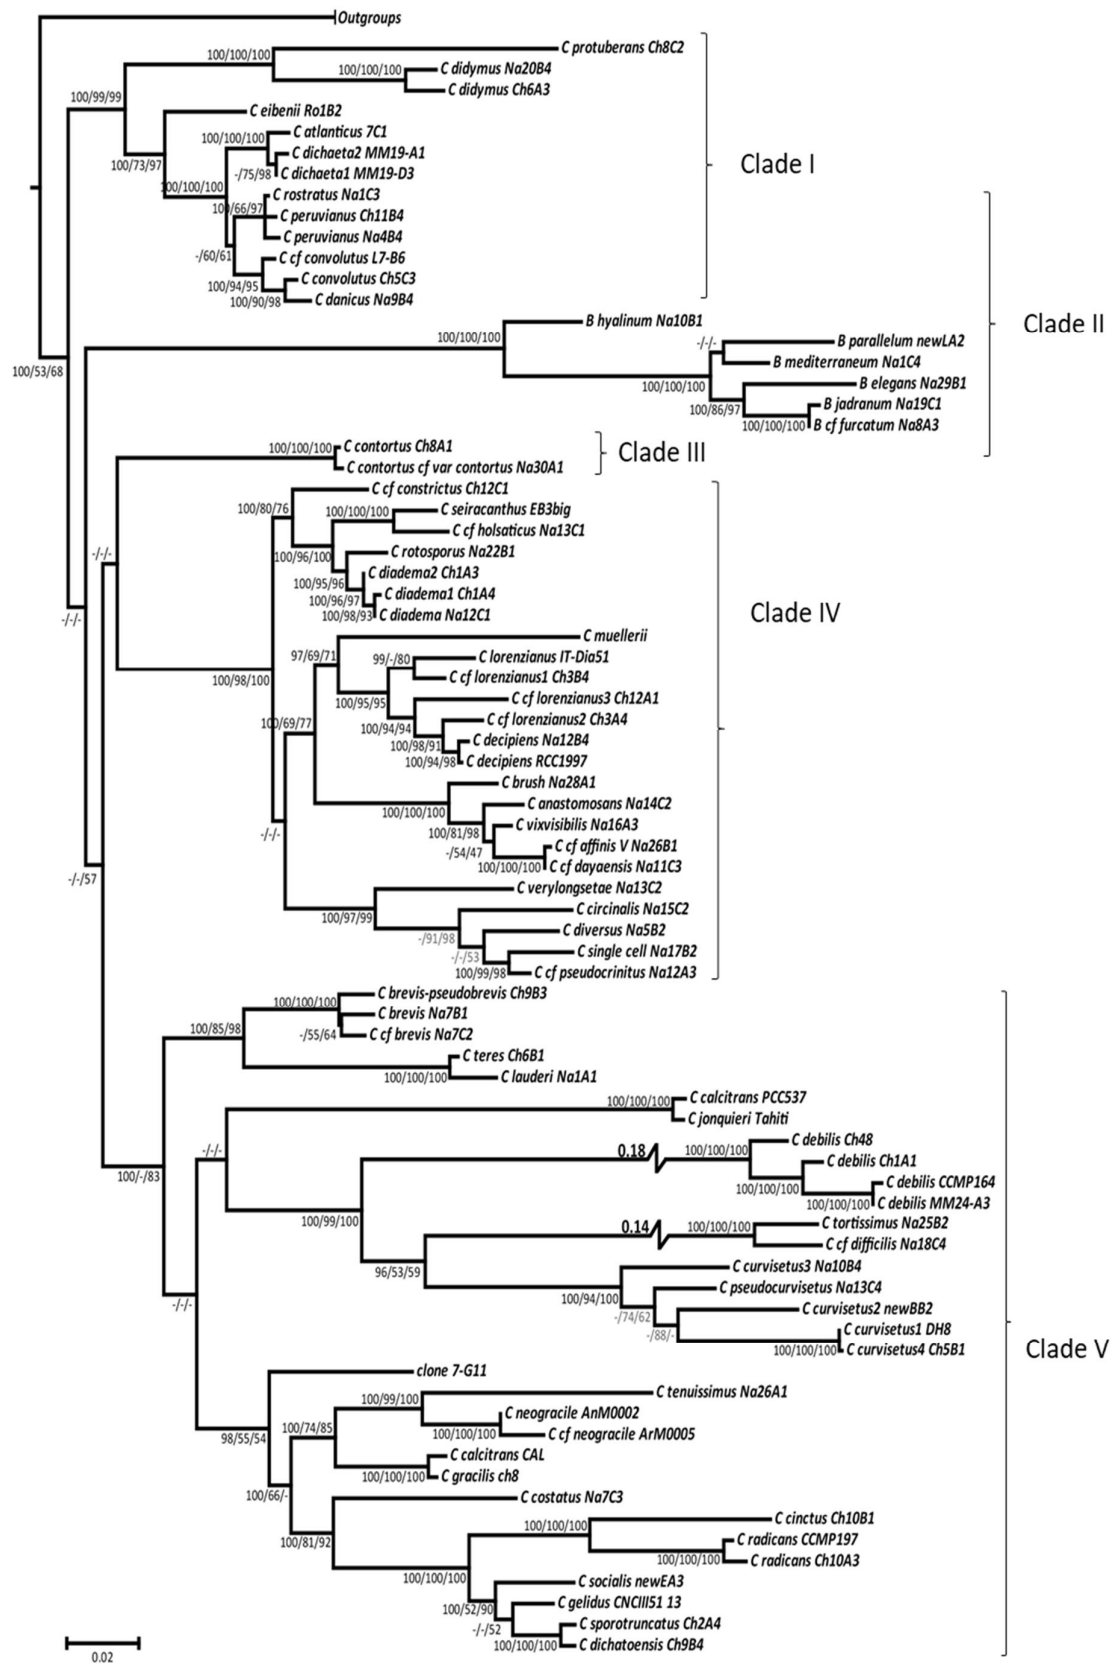 Outgroups
C protuberans Ch8C2
100/100/100
C didymus Na20B4
100/100/100
C didymus Ch6A3
100/99/99
C eibenii Ro1B2
C atlanticus 7C1
100/100/100
C dichaeta2 MM19-A1
100/73/97
Clade I
-/75/98
C dichaeta1 MM19-D3
100/100/100
C rostratus Na1C3
100/66/97
C peruvianus Ch11B4
C peruvianus Na4B4
-/60/61
C cf convolutus L7-B6
C convolutus Ch5C3
100/94/95
100/90/98
C danicus Na9B4
B hyalinum Na10B1
Clade II
100/100/100
B parallelum newLA2
-/-/-
B mediterraneum Na1C4
100/53/68
100/100/100
B elegans Na29B1
B jadranum Na19C1
100/86/97
100/100/100
B cf furcatum Na8A3
100/100/100
C contortus Ch8A1
Clade III
C contortus cf var contortus Na30A1
C cf constrictus Ch12C1
100/80/76
100/100/100
C seiracanthus EB3big
C cf holsaticus Na13C1
-/-/-
100/96/100
C rotosporus Na22B1
C diadema2 Ch1A3
100/95/96
C diadema1 Ch1A4
100/96/97
100/98/93
C diadema Na12C1
Clade IV
-/-/-
C muellerii
97/69/71
99/-/80
C lorenzianus IT-Dia51
C cf lorenzianus1 Ch3B4
100/98/100
100/95/95
C cf lorenzianus3 Ch12A1
100/69/77
C cf lorenzianus2 Ch3A4
100/94/94
C decipiens Na12B4
100/98/91
100/94/98
C decipiens RCC1997
C brush Na28A1
C anastomosans Na14C2
100/100/100
C vixvisibilis Na16A3
-/-/-
100/81/98
C cf affinis V Na26B1
-/54/47
100/100/100
C cf dayaensis Na11C3
-/-/57
C verylongsetae Na13C2
C circinalis Na15C2
100/97/99
C diversus Na5B2
-/91/98
C single cell Na17B2
-/-/53
100/99/98
C cf pseudocrinitus Na12A3
C brevis-pseudobrevis Ch9B3
100/100/100
C brevis Na7B1
100/85/98
-/55/64
C cf brevis Na7C2
C teres Ch6B1
100/100/100
C lauderi Na1A1
100/100/100
C calcitrans PCC537
C jonquieri Tahiti
C debilis Ch48
-/-/-
0.18
100/100/100
C debilis Ch1A1
100/-/83
100/100/100
C debilis CCMP164
100/100/100
C debilis MM24-A3
100/99/100
0.14
100/100/100
C tortissimus Na25B2
C cf difficilis Na18C4
C curvisetus3 Na10B4
96/53/59
C pseudocurvisetus Na13C4
100/94/100
-/-/-
C curvisetus2 newBB2
-/74/62
C curvisetus1 DH8
-/88/-
Clade V
100/100/100
C curvisetus4 Ch5B1
clone 7-G11
C tenuissimus Na26A1
100/99/100
C neogracile AnM0002
100/74/85
100/100/100
C cf neogracile ArM0005
98/55/54
C calcitrans CAL
100/100/100
C gracilis ch8
100/66/-
C costatus Na7C3
C cinctus Ch10B1
100/100/100
C radicans CCMP197
100/81/92
100/100/100
C radicans Ch10A3
100/100/100
C socialis newEA3
C gelidus CNCIII51 13
100/52/90
C sporotruncatus Ch2A4
-/-/52
100/100/100
C dichatoensis Ch9B4
0.02